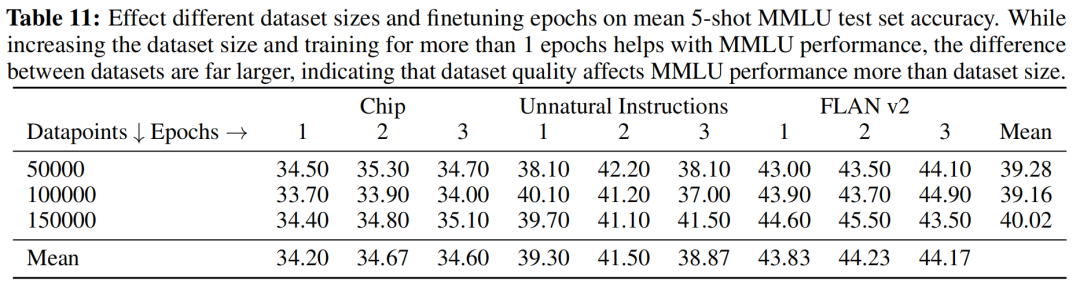 Table 11: Effect different dataset sizes and finetuning epochs on mean 5-shot MMLU test set accuracy. While
increasing the dataset size and training for more than 1 epochs helps with MMLU performance, the difference
between datasets are far larger, indicating that dataset quality affects MMLU performance more than dataset size.
Chip Unnatural Instructions FLAN v2
Datapoints ↓ Epochs → 1 2 3 1 2 3 1 2 3 Mean
50000 34.50 35.30 34.70 38.10 42.20 38.10 43.00 43.50 44.10 39.28
100000 33.70 33.90 34.00 40.10 41.20 37.00 43.90 43.70 44.90 39.16
150000 34.40 34.80 35.10 39.70 41.10 41.50 44.60 45.50 43.50 40.02
Mean 34.20 34.67 34.60 39.30 41.50 38.87 43.83 44.23 44.17